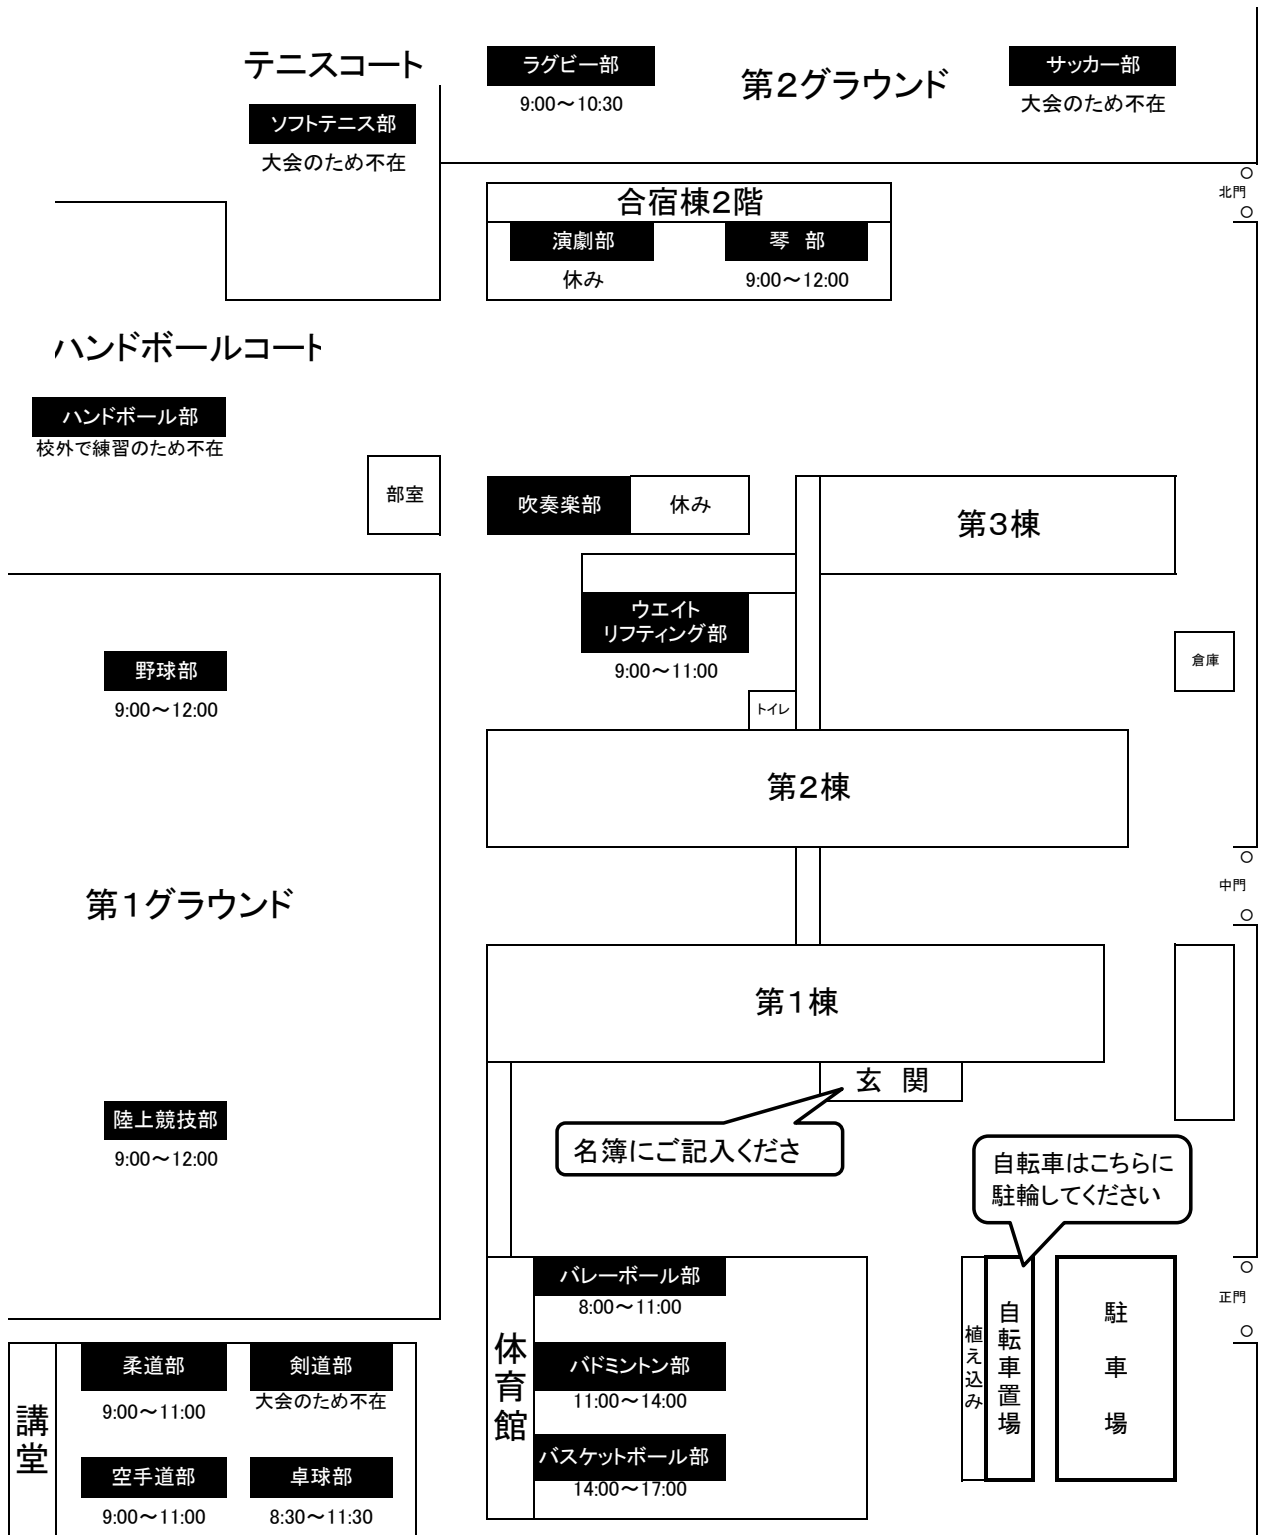 テニスコート
ラグビー部
9:00～10:30
第2グラウンド
サッカー部
大会のため不在
ソフトテニス部
大会のため不在
北門
合宿棟2階
演劇部
休み
琴 部
9:00～12:00
ハンドボールコート
ハンドボール部
校外で練習のため不在
部室
吹奏楽部
休み
第3棟
ウエイト
リフティング部
9:00～11:00
倉庫
野球部
9:00～12:00
トイレ
第2棟
第1グラウンド
中門
第1棟
玄 関
陸上競技部
9:00～12:00
名簿にご記入くださ
自転車はこちらに
駐輪してください
体育館
バレーボール部
8:00～11:00
バドミントン部
11:00～14:00
バスケットボール部
14:00～17:00
植え込み
自転車置場
駐車場
正門
講堂
柔道部
9:00～11:00
剣道部
大会のため不在
空手道部
9:00～11:00
卓球部
8:30～11:30